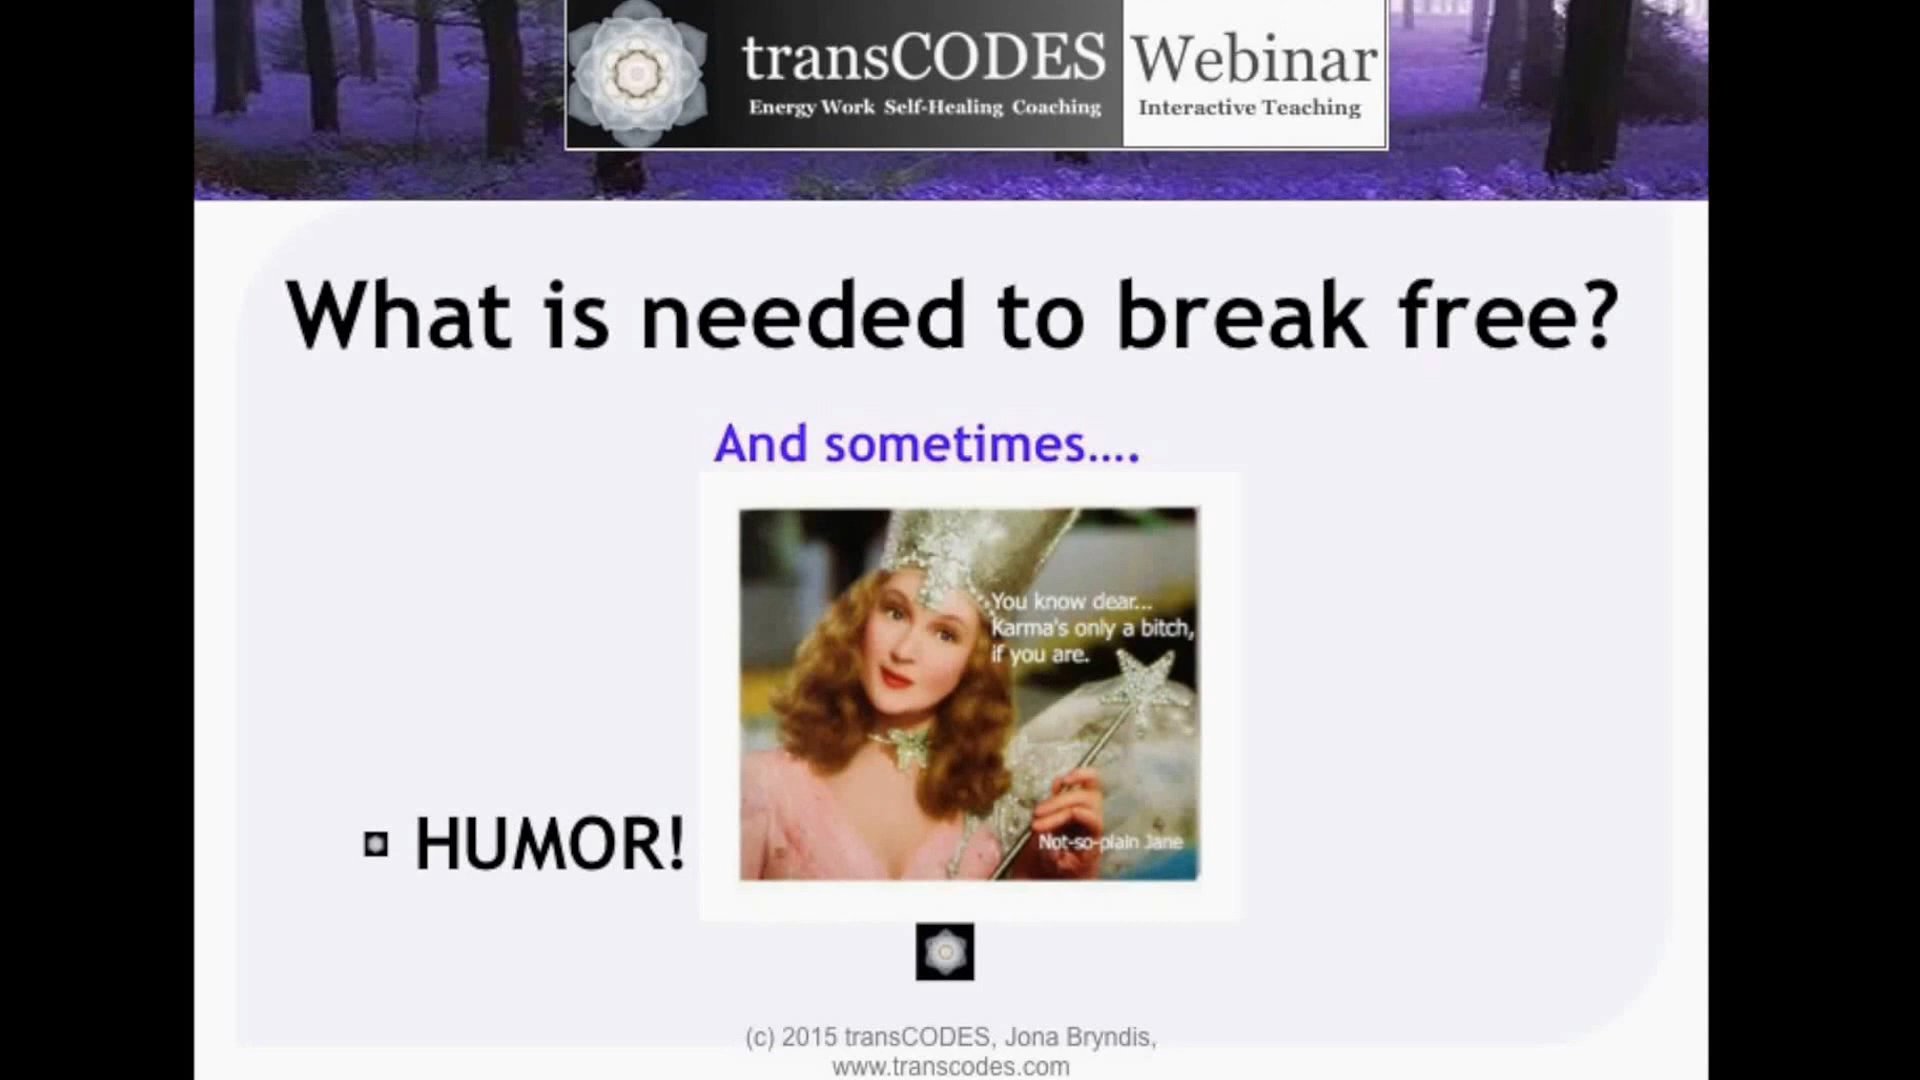 transCODES
Energy Work Self-Healing Coaching
Webinar
Interactive Teaching
What is needed to break free?
And sometimes....
You know dear...
Karma's only a bitch,
if you are.
Not-so-plain Jane
HUMOR!
(c) 2015 transCODES, Jona Bryndis,
www.transcodes.com